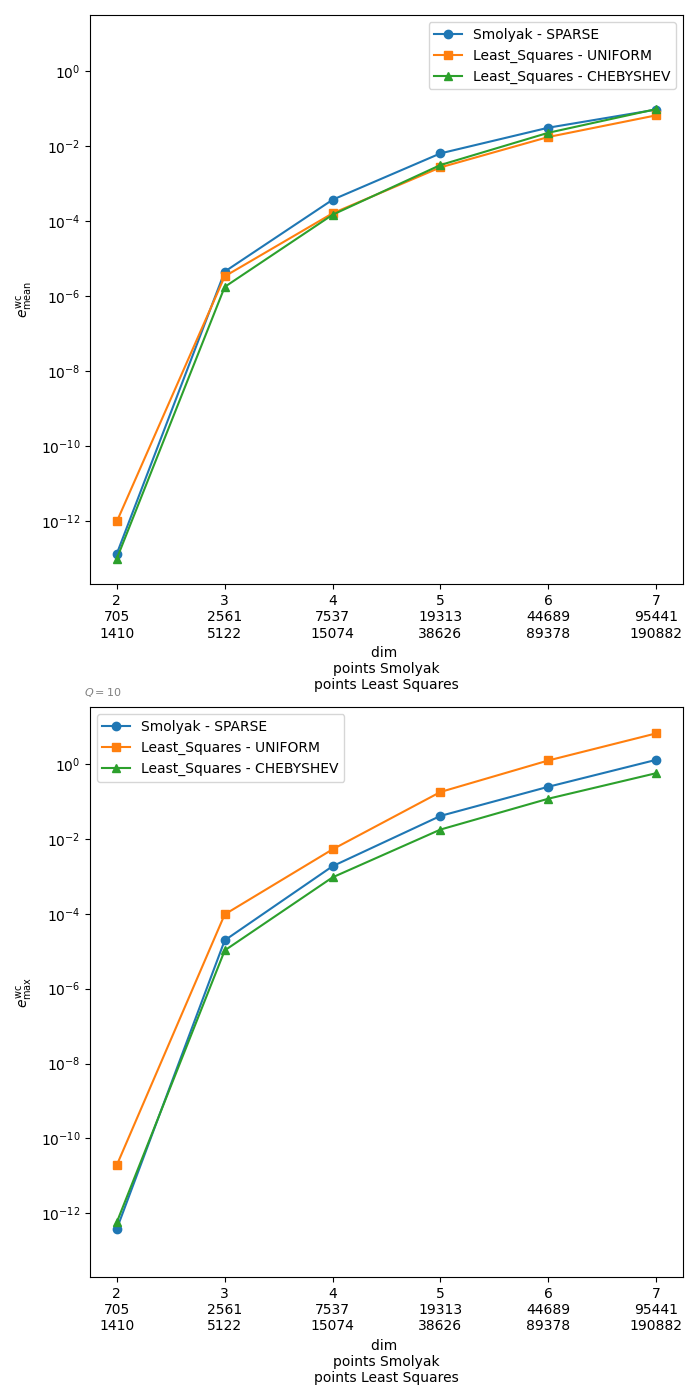 Smolyak - SPARSE
Least_Squares - UNIFORM
Least_Squares - CHEBYSHEV
10⁰
10⁻²
10⁻⁴
10⁻⁶
10⁻⁸
10⁻¹⁰
10⁻¹²
e^wc_mean
2 3 4 5 6 7
705 2561 7537 19313 44689 95441
1410 5122 15074 38626 89378 190882
dim
points Smolyak
points Least Squares
Q = 10
Smolyak - SPARSE
Least_Squares - UNIFORM
Least_Squares - CHEBYSHEV
10⁰
10⁻²
10⁻⁴
10⁻⁶
10⁻⁸
10⁻¹⁰
10⁻¹²
e^wc_max
2 3 4 5 6 7
705 2561 7537 19313 44689 95441
1410 5122 15074 38626 89378 190882
dim
points Smolyak
points Least Squares